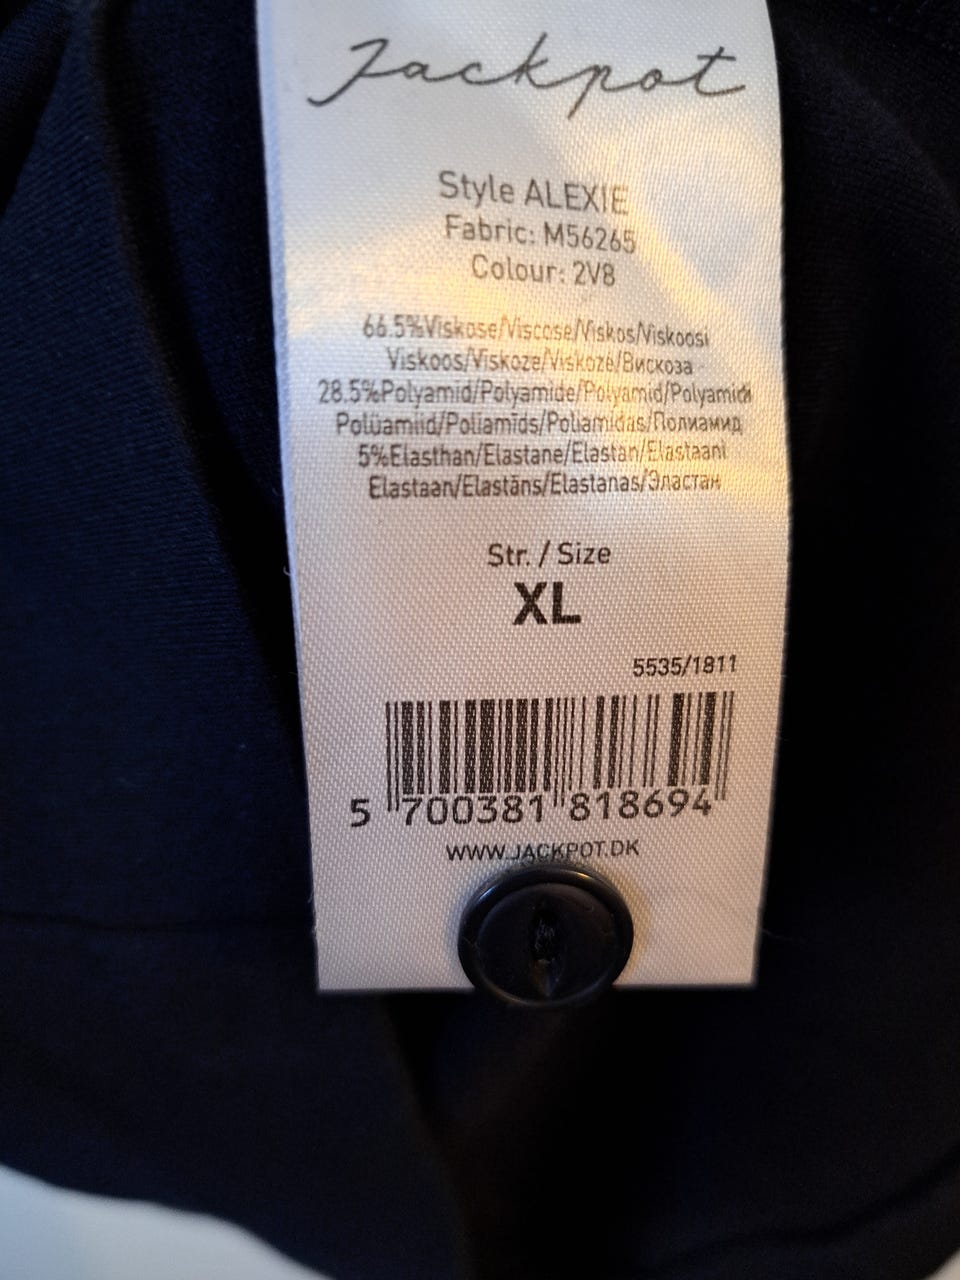 Jackpot
Style ALEXIE
Fabric: M56265
Colour: 2V8
66.5%Viskose/Viscose/Viskos/Viskoosi
Viskoos/Viskoze/Viskozė/Вискоза
28.5%Polyamid/Polyamide/Polyamid/Polyamidi
Polüamiid/Poliamīds/Poliamidas/Полиамид
5%Elasthan/Elastane/Elastan/Elastaani
Elastaan/Elastāns/Elastanas/Эластан
Str. / Size
XL
5535/1811
5 700381 818694
WWW.JACKPOT.DK